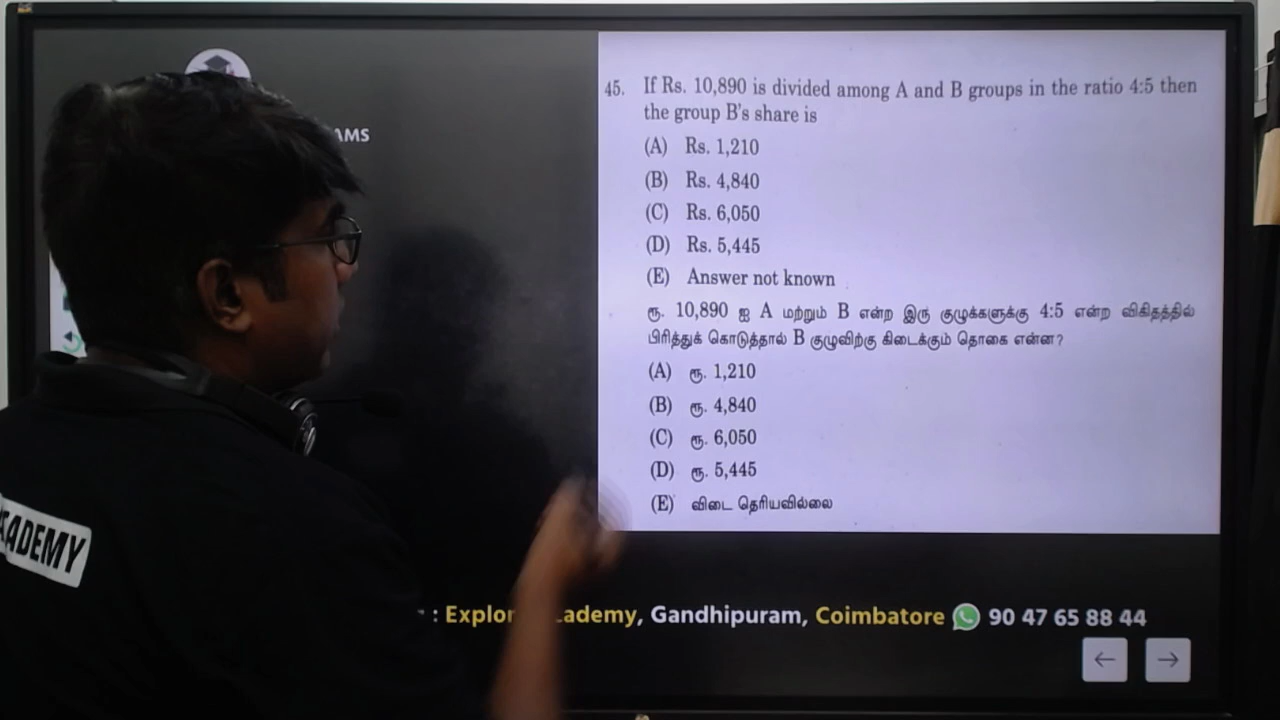 AMS
45. If Rs. 10,890 is divided among A and B groups in the ratio 4:5 then
the group B's share is
(A) Rs. 1,210
(B) Rs. 4,840
(C) Rs. 6,050
(D) Rs. 5,445
(E) Answer not known
ரூ. 10,890 ஐ A மற்றும் B என்ற இரு குழுக்களுக்கு 4:5 என்ற விகிதத்தில்
பிரித்துக் கொடுத்தால் B குழுவிற்கு கிடைக்கும் தொகை என்ன?
(A) ரூ. 1,210
(B) ரூ. 4,840
(C) ரூ. 6,050
(D) ரூ. 5,445
(E) விடை தெரியவில்லை
ADEMY
: Explor ademy, Gandhipuram, Coimbatore 90 47 65 88 44